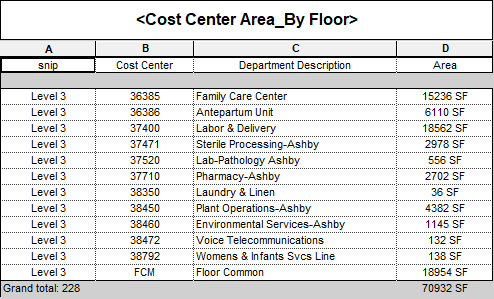 <Cost Center Area_By Floor>
A B C D
snip Cost Center Department Description Area
Level 3 36385 Family Care Center 15236 SF
Level 3 36386 Antepartum Unit 6110 SF
Level 3 37400 Labor & Delivery 18562 SF
Level 3 37471 Sterile Processing-Ashby 2978 SF
Level 3 37520 Lab-Pathology Ashby 556 SF
Level 3 37710 Pharmacy-Ashby 2702 SF
Level 3 38350 Laundry & Linen 36 SF
Level 3 38450 Plant Operations-Ashby 4382 SF
Level 3 38460 Environmental Services-Ashby 1145 SF
Level 3 38472 Voice Telecommunications 132 SF
Level 3 38792 Womens & Infants Svcs Line 138 SF
Level 3 FCM Floor Common 18954 SF
Grand total: 228 70932 SF